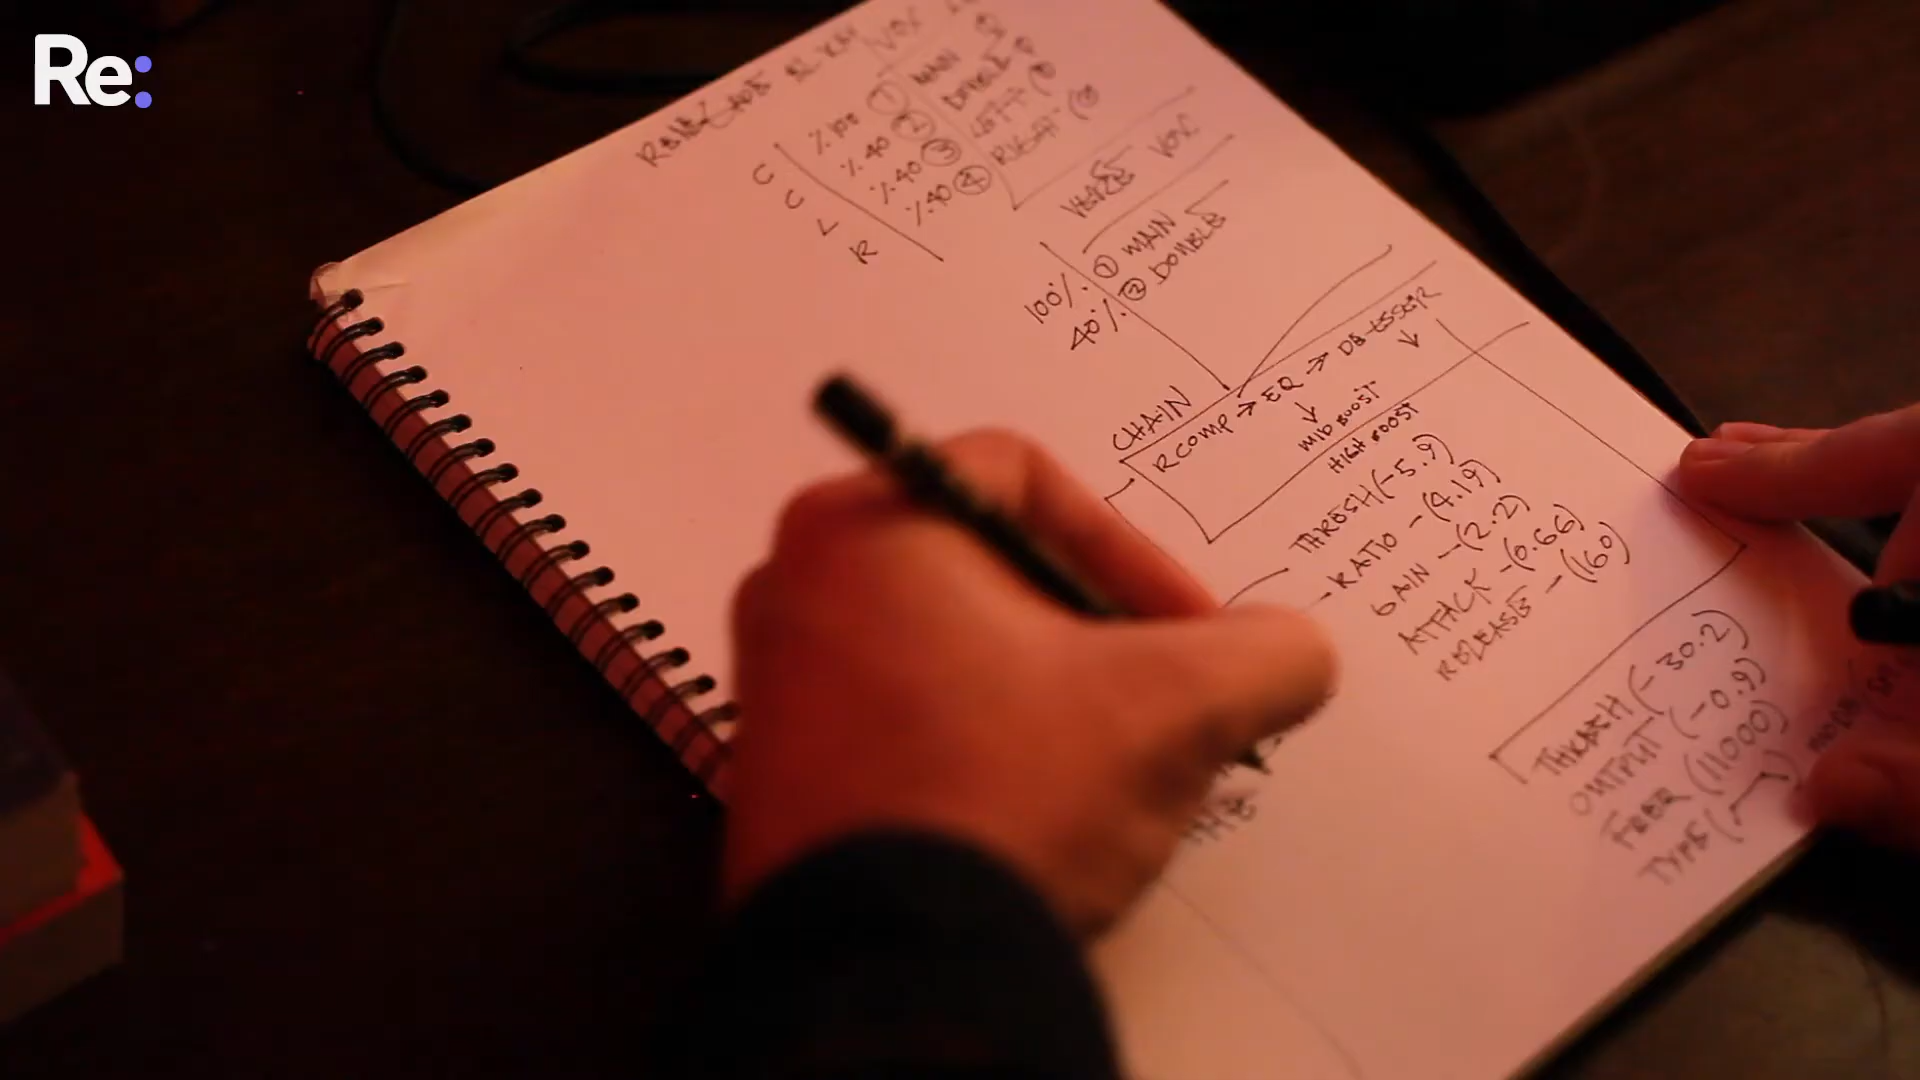 Re:
VOX
C %100 ① MAIN
C %40 ② DOUBLE
L %40 ③ LEFT
R %40 ④ RIGHT
VERSE VOX
100% ① MAIN
40% ② DOUBLE
CHAIN
RCOMP → EQ → DE-ESSER
↓ ↓
MID BOOST
HIGH BOOST
THRESH (-5.9)
- RATIO - (4.19)
GAIN - (2.2)
ATTACK - (0.66)
RELEASE - (160)
THRESH (-30.2)
OUTPUT (-0.9)
FREQ (11000)
TYPE (